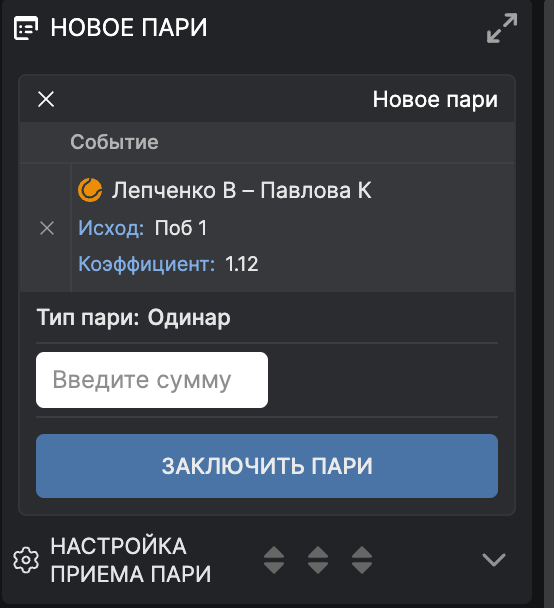 НОВОЕ ПАРИ
Новое пари
Событие
Лепченко В – Павлова К
Исход: Поб 1
Коэффициент: 1.12
Тип пари: Одинар
Введите сумму
ЗАКЛЮЧИТЬ ПАРИ
НАСТРОЙКА
ПРИЕМА ПАРИ